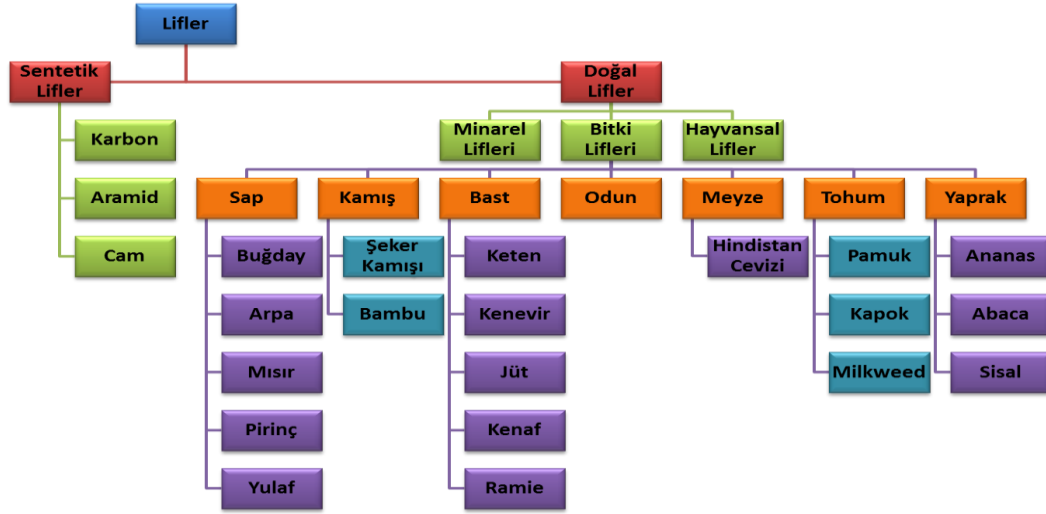 Lifler
Sentetik
Lifler
Doğal
Lifler
Karbon
Aramid
Cam
Minarel
Lifleri
Bitki
Lifleri
Hayvansal
Lifler
Sap
Kamış
Bast
Odun
Meyze
Tohum
Yaprak
Buğday
Arpa
Mısır
Pirinç
Yulaf
Şeker
Kamışı
Bambu
Keten
Kenevir
Jüt
Kenaf
Ramie
Hindistan
Cevizi
Pamuk
Kapok
Milkweed
Ananas
Abaca
Sisal